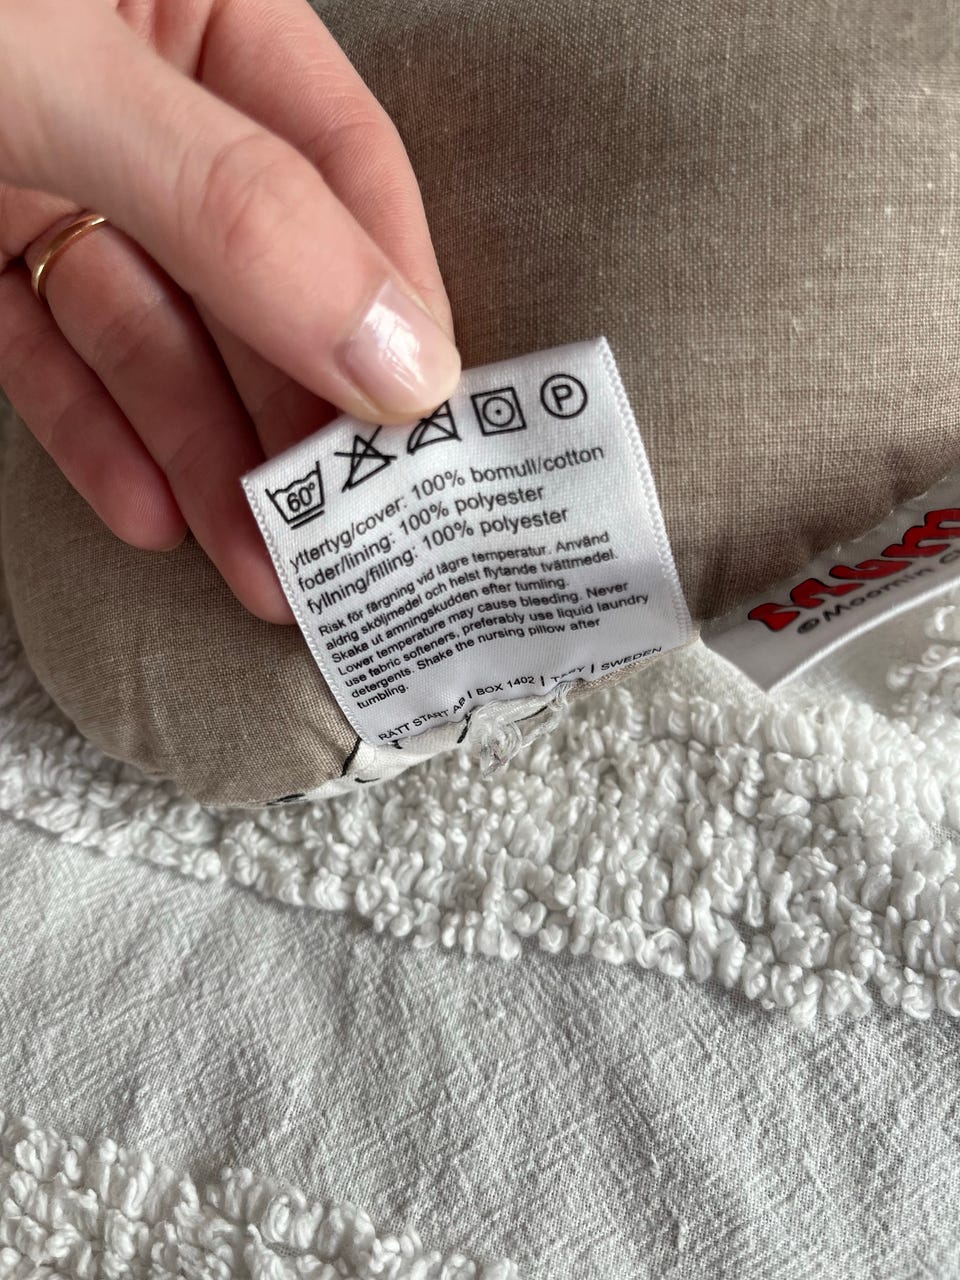 60°
P
yttertyg/cover: 100% bomull/cotton
foder/lining: 100% polyester
fyllning/filling: 100% polyester
Risk för färgning vid lägre temperatur. Använd
aldrig sköljmedel och helst flytande tvättmedel.
Skaka ut amningskudden efter tumling.
Lower temperature may cause bleeding. Never
use fabric softeners, preferably use liquid laundry
detergents. Shake the nursing pillow after
tumbling.
RÄTT START AB | BOX 1402 | TÄBY | SWEDEN
©Moomin